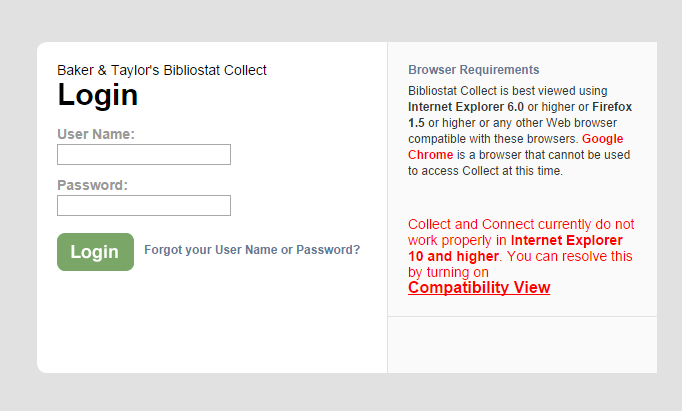 Baker & Taylor's Bibliostat Collect
Login
User Name:
Password:
Login
Forgot your User Name or Password?
Browser Requirements
Bibliostat Collect is best viewed using
Internet Explorer 6.0 or higher or Firefox
1.5 or higher or any other Web browser
compatible with these browsers. Google
Chrome is a browser that cannot be used
to access Collect at this time.
Collect and Connect currently do not
work properly in Internet Explorer
10 and higher. You can resolve this
by turning on
Compatibility View